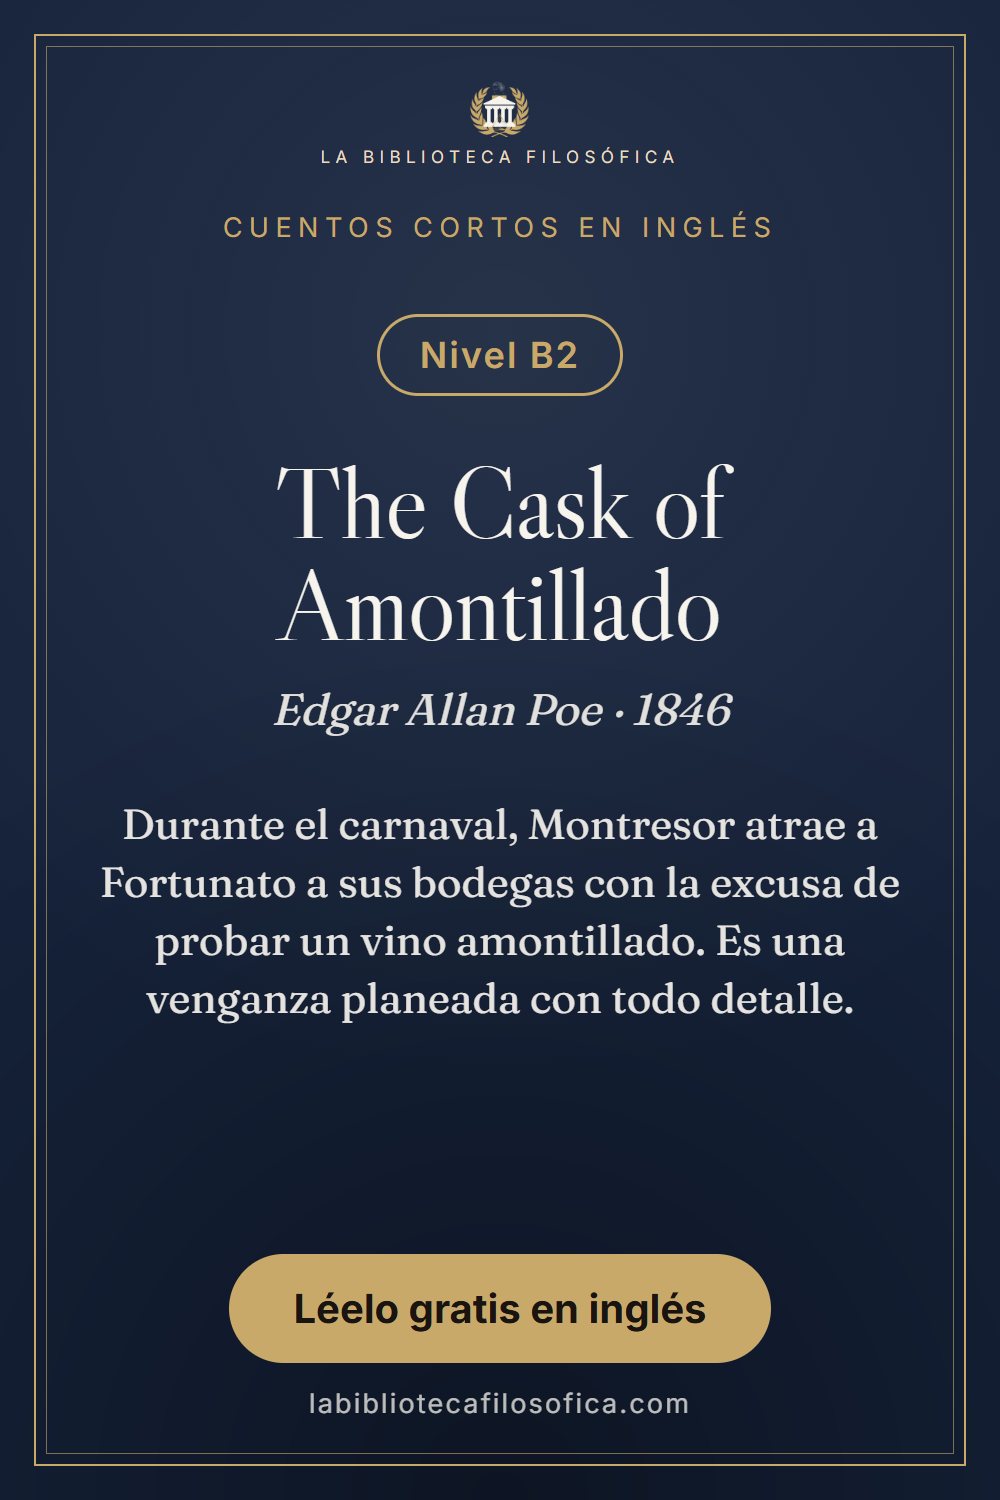 LA BIBLIOTECA FILOSÓFICA
CUENTOS CORTOS EN INGLÉS
Nivel B2
The Cask of
Amontillado
Edgar Allan Poe · 1846
Durante el carnaval, Montresor atrae a
Fortunato a sus bodegas con la excusa de
probar un vino amontillado. Es una
venganza planeada con todo detalle.
Léelo gratis en inglés
labibliotecafilosofica.com